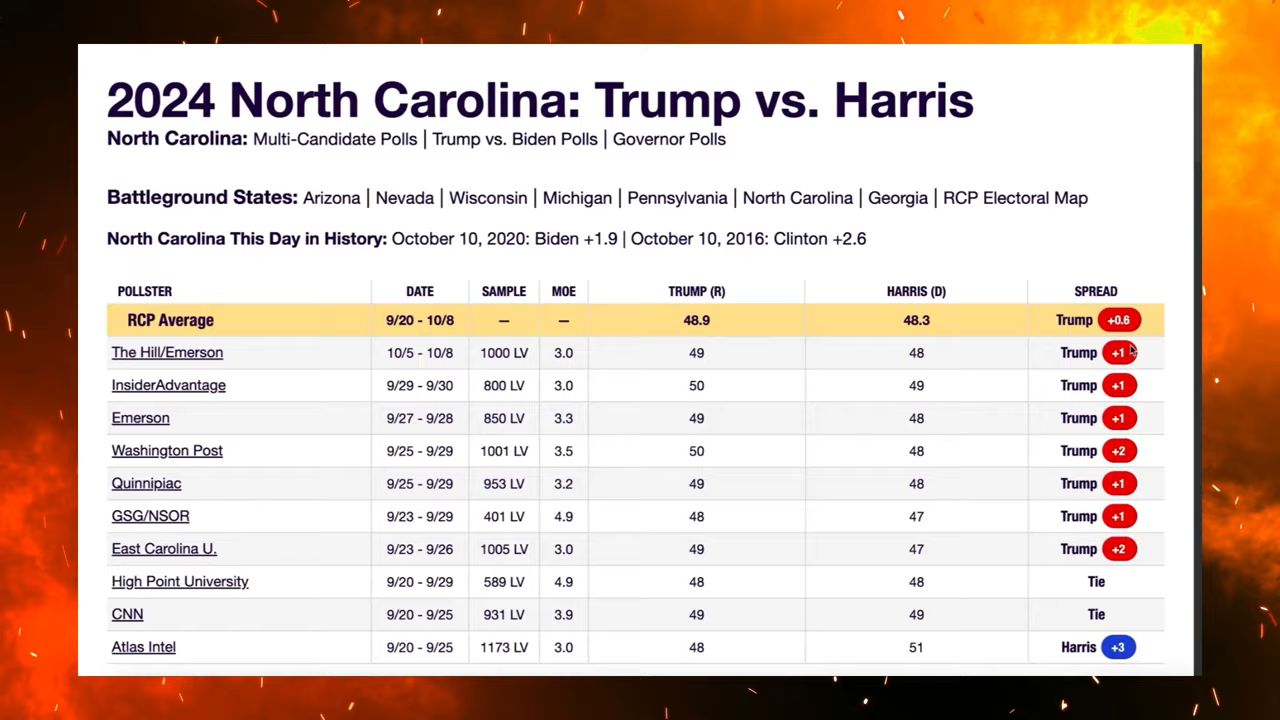 2024 North Carolina: Trump vs. Harris
North Carolina: Multi-Candidate Polls | Trump vs. Biden Polls | Governor Polls
Battleground States: Arizona | Nevada | Wisconsin | Michigan | Pennsylvania | North Carolina | Georgia | RCP Electoral Map
North Carolina This Day in History: October 10, 2020: Biden +1.9 | October 10, 2016: Clinton +2.6
POLLSTER DATE SAMPLE MOE TRUMP (R) HARRIS (D) SPREAD
RCP Average 9/20 - 10/8 — — 48.9 48.3 Trump +0.6
The Hill/Emerson 10/5 - 10/8 1000 LV 3.0 49 48 Trump +1
InsiderAdvantage 9/29 - 9/30 800 LV 3.0 50 49 Trump +1
Emerson 9/27 - 9/28 850 LV 3.3 49 48 Trump +1
Washington Post 9/25 - 9/29 1001 LV 3.5 50 48 Trump +2
Quinnipiac 9/25 - 9/29 953 LV 3.2 49 48 Trump +1
GSG/NSOR 9/23 - 9/29 401 LV 4.9 48 47 Trump +1
East Carolina U. 9/23 - 9/26 1005 LV 3.0 49 47 Trump +2
High Point University 9/20 - 9/29 589 LV 4.9 48 48 Tie
CNN 9/20 - 9/25 931 LV 3.9 49 49 Tie
Atlas Intel 9/20 - 9/25 1173 LV 3.0 48 51 Harris +3